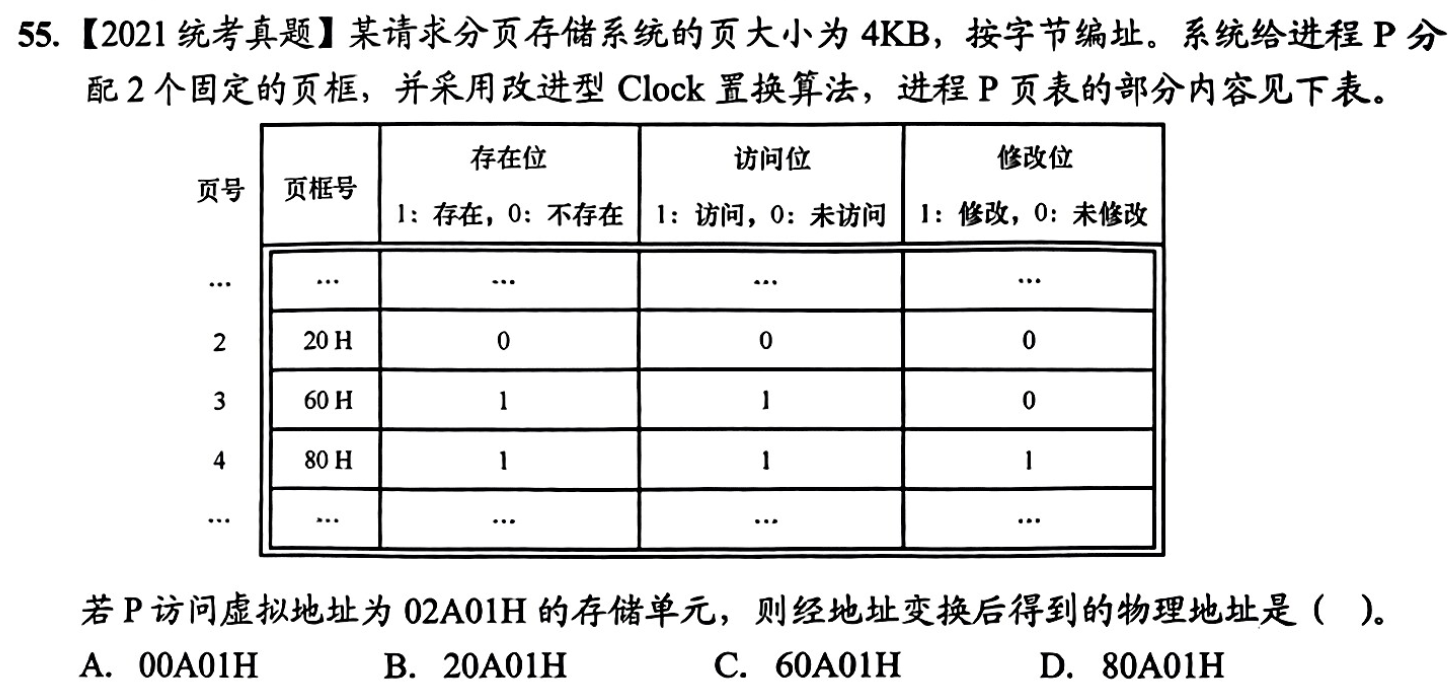 55.【2021 统考真题】某请求分页存储系统的页大小为 4KB，按字节编址。系统给进程 P 分
配 2 个固定的页框，并采用改进型 Clock 置换算法，进程 P 页表的部分内容见下表。
页号 页框号 存在位 访问位 修改位
1：存在，0：不存在 1：访问，0：未访问 1：修改，0：未修改
… … … … …
2 20 H 0 0 0
3 60 H 1 1 0
4 80 H 1 1 1
… … … … …
若 P 访问虚拟地址为 02A01H 的存储单元，则经地址变换后得到的物理地址是（ ）。
A. 00A01H B. 20A01H C. 60A01H D. 80A01H